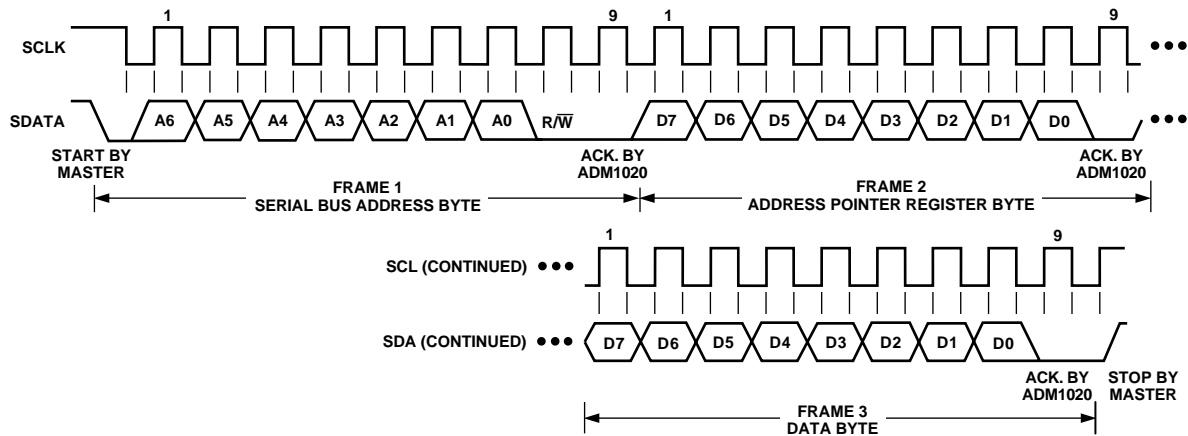 1 9 1 9
SCLK
SDATA A6 A5 A4 A3 A2 A1 A0 R/W̅ D7 D6 D5 D4 D3 D2 D1 D0
START BY
MASTER
ACK. BY
ADM1020
ACK. BY
ADM1020
FRAME 1
SERIAL BUS ADDRESS BYTE
FRAME 2
ADDRESS POINTER REGISTER BYTE
1 9
SCL (CONTINUED)
SDA (CONTINUED) D7 D6 D5 D4 D3 D2 D1 D0
ACK. BY
ADM1020
STOP BY
MASTER
FRAME 3
DATA BYTE